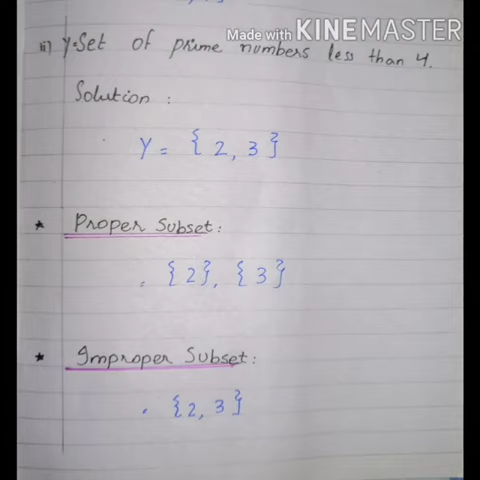 Made with KINEMASTER
ii) Y=Set of prime numbers less than 4.
Solution :
Y = { 2, 3 }
* Proper Subset:
= { 2 }, { 3 }
* Improper Subset:
= { 2, 3 }